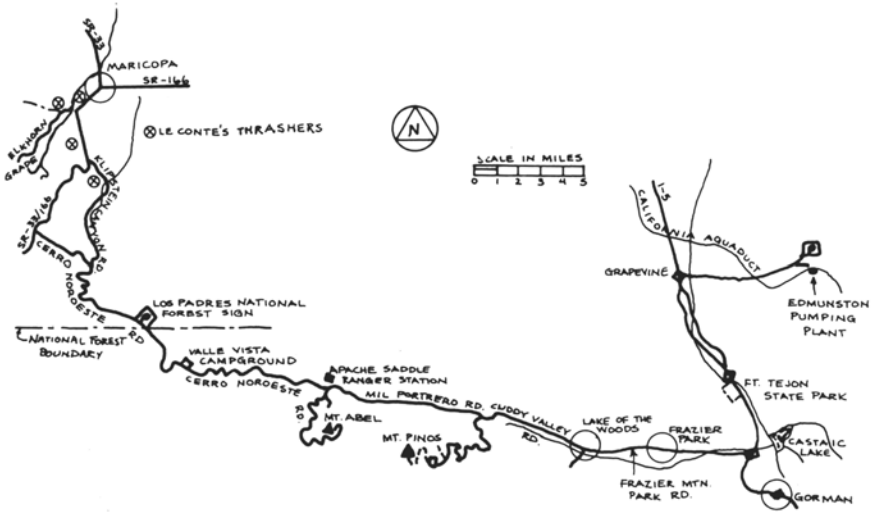 SR-33
MARICOPA
SR-166
ELKHORN
GRAPE
LE CONTE'S THRASHERS
KLIPSTEIN CANYON RD
SR-33/166
CERRO
NOROESTE
RD
N
SCALE IN MILES
0 1 2 3 4 5
I-5
CALIFORNIA AQUADUCT
GRAPEVINE
EDMUNSTON
PUMPING
PLANT
LOS PADRES NATIONAL
FOREST SIGN
NATIONAL FOREST
BOUNDARY
VALLE VISTA
CAMPGROUND
CERRO NOROESTE
RD.
APACHE SADDLE
RANGER STATION
MT. ABEL
MIL PORTRERO RD.
CUDDY VALLEY
RD.
MT. PINOS
LAKE OF THE
WOODS
FRAZIER
PARK
FRAZIER MTN.
PARK RD.
FT. TEJON
STATE PARK
CASTAIC
LAKE
GORMAN